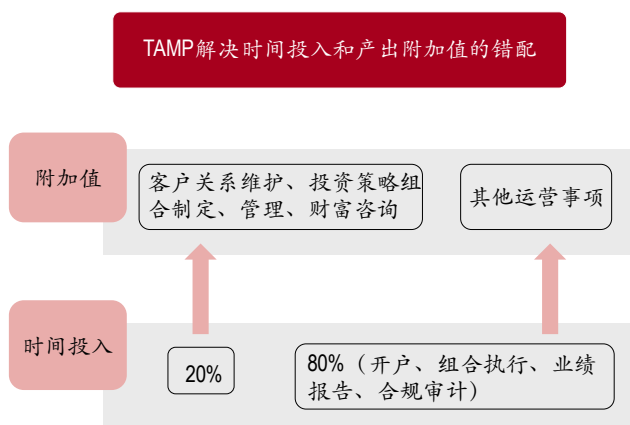 TAMP解决时间投入和产出附加值的错配
附加值
客户关系维护、投资策略组
合制定、管理、财富咨询
其他运营事项
时间投入
20%
80%（开户、组合执行、业绩
报告、合规审计）